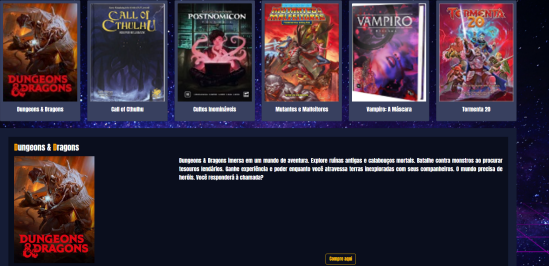 CALL of CTHULHU
POSTNOMICON
MUTANTES & MALFEITORES
VAMPIRO
TORMENTA
DUNGEONS & DRAGONS
Dungeons & Dragons
Call of Cthulhu
Cultos Inomináveis
Mutantes e Malfeitores
Vampiro: A Máscara
Tormenta 20
Dungeons & Dragons
Dungeons & Dragons imersa em um mundo de aventura. Explore ruínas antigas e calabouços mortais. Batalhe contra monstros ao procurar
tesouros lendários. Ganhe experiência e poder enquanto você atravessa terras inexploradas com seus companheiros. O mundo precisa de
heróis. Você responderá à chamada?
DUNGEONS & DRAGONS
Compre aqui